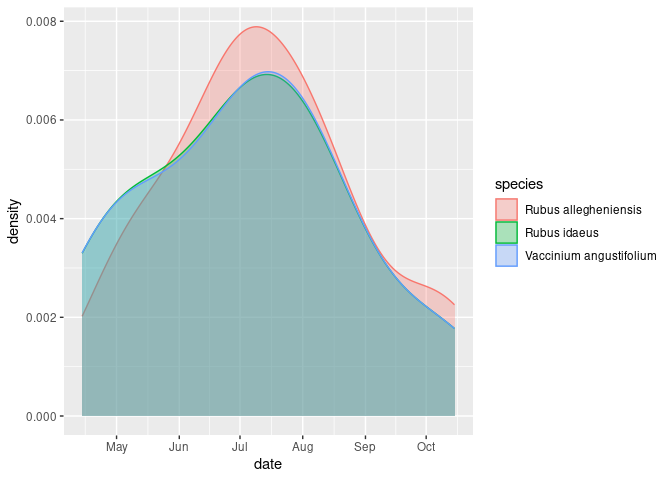 0.008
0.006
0.004
0.002
0.000
density
May Jun Jul Aug Sep Oct
date
species
Rubus allegheniensis
Rubus idaeus
Vaccinium angustifolium